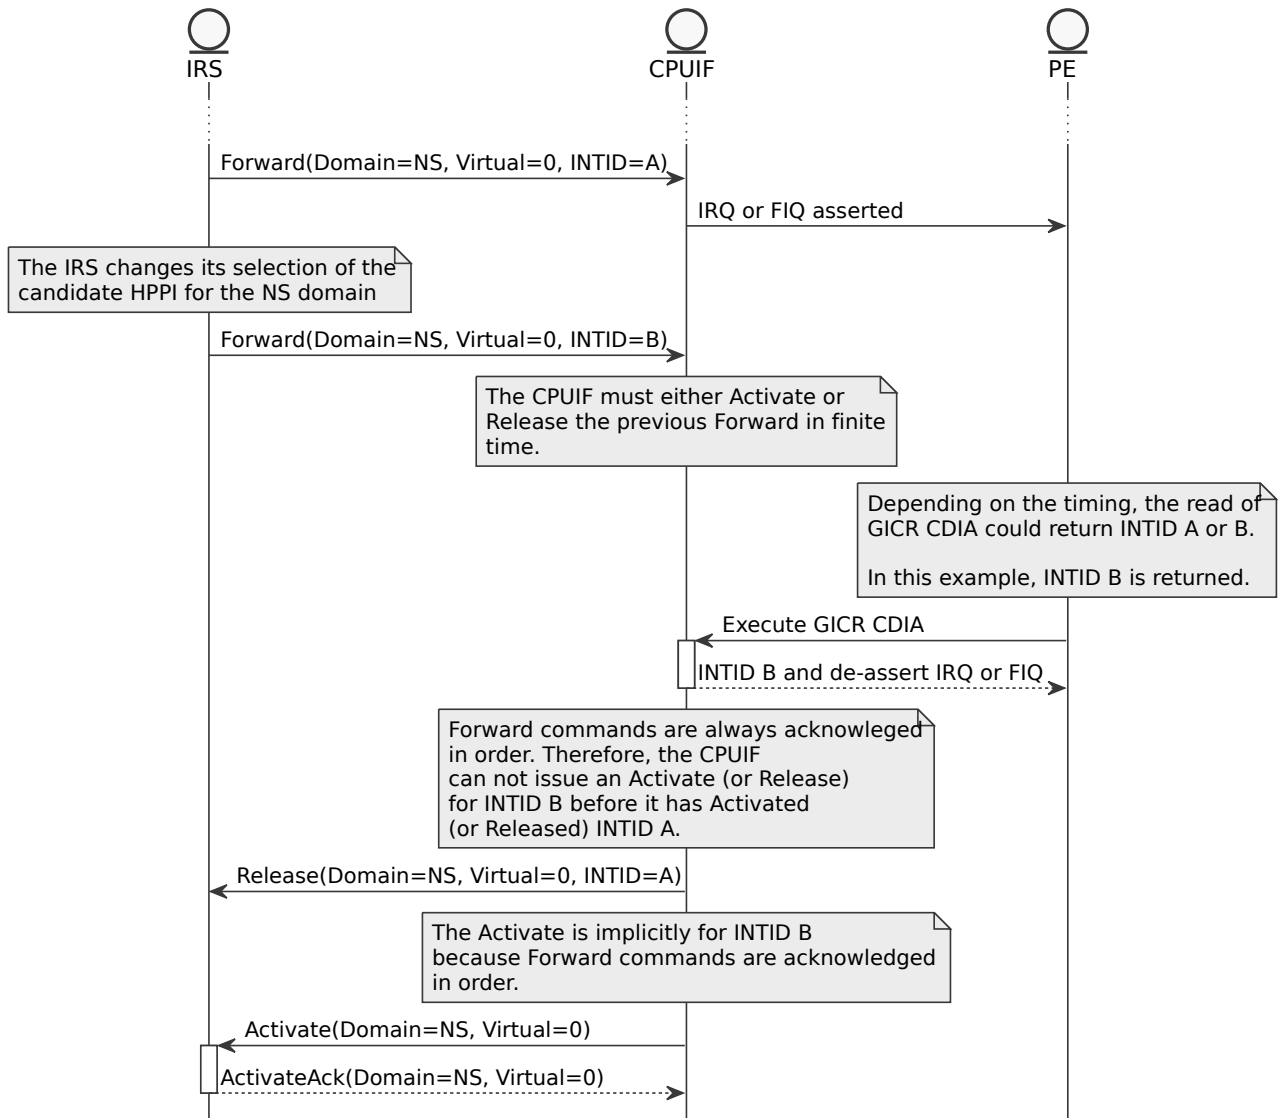 IRS
CPUIF
PE
Forward(Domain=NS, Virtual=0, INTID=A)
IRQ or FIQ asserted
The IRS changes its selection of the
candidate HPPI for the NS domain
Forward(Domain=NS, Virtual=0, INTID=B)
The CPUIF must either Activate or
Release the previous Forward in finite
time.
Depending on the timing, the read of
GICR CDIA could return INTID A or B.
In this example, INTID B is returned.
Execute GICR CDIA
INTID B and de-assert IRQ or FIQ
Forward commands are always acknowleged
in order. Therefore, the CPUIF
can not issue an Activate (or Release)
for INTID B before it has Activated
(or Released) INTID A.
Release(Domain=NS, Virtual=0, INTID=A)
The Activate is implicitly for INTID B
because Forward commands are acknowledged
in order.
Activate(Domain=NS, Virtual=0)
ActivateAck(Domain=NS, Virtual=0)